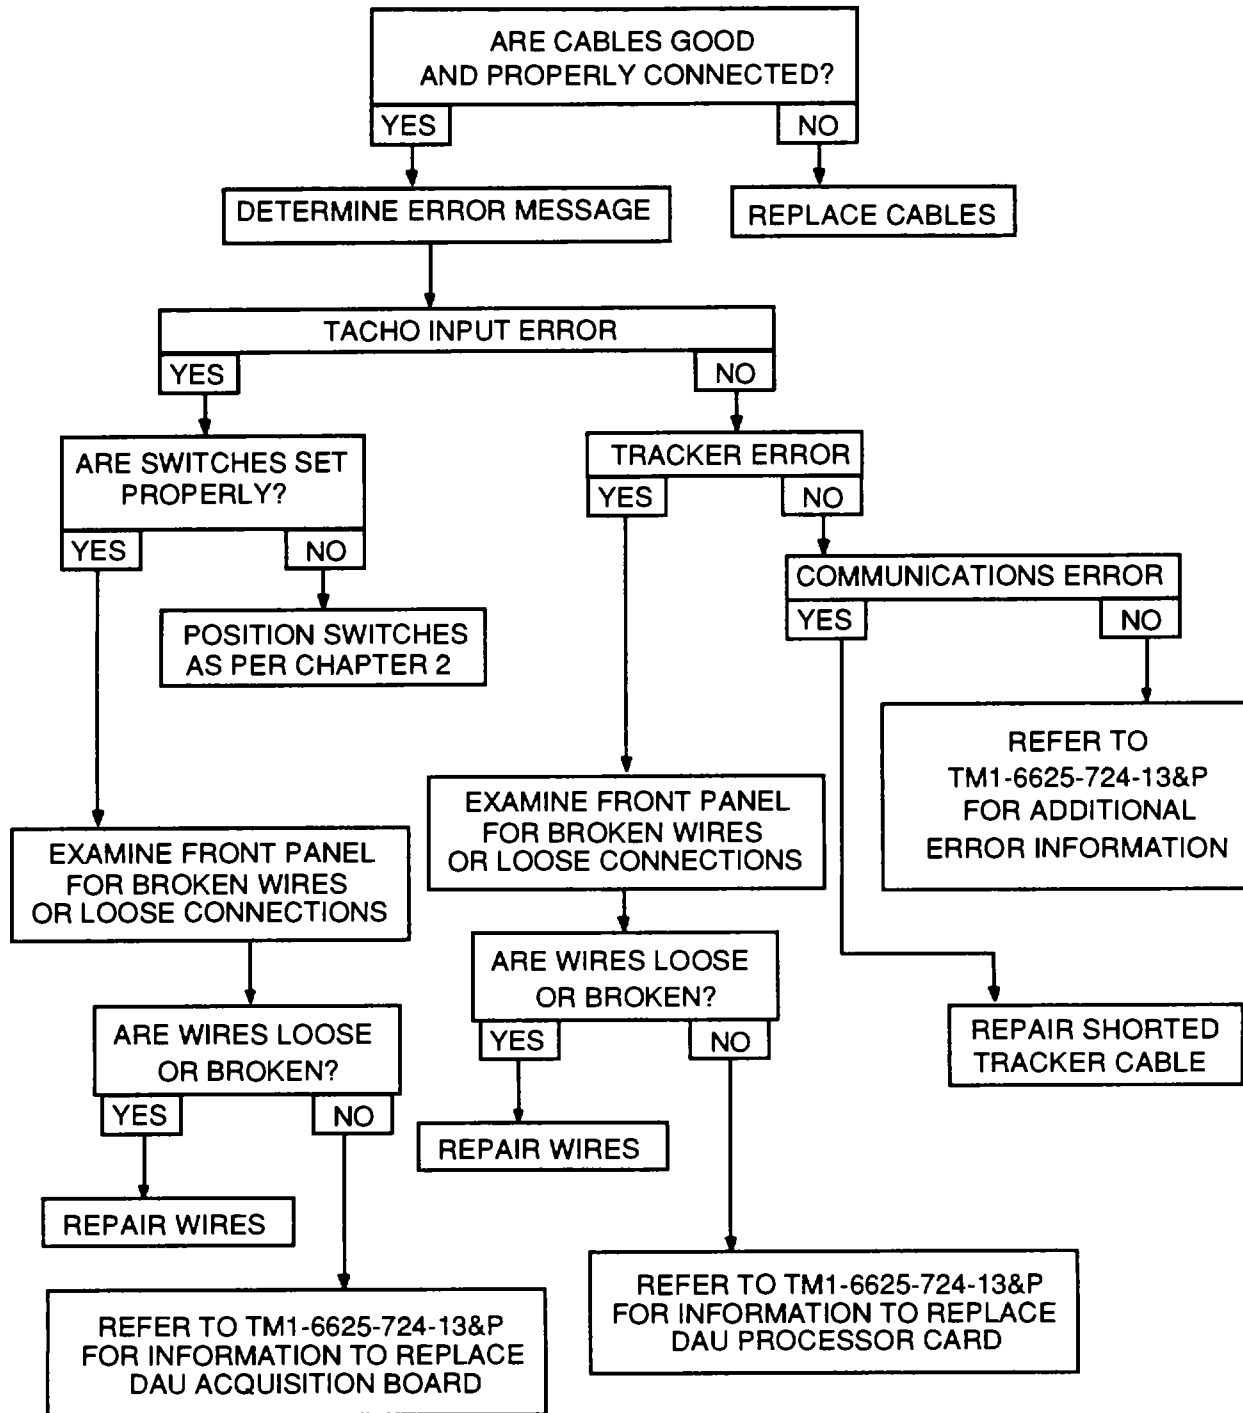 ARE CABLES GOOD
AND PROPERLY CONNECTED?
YES
NO
DETERMINE ERROR MESSAGE
REPLACE CABLES
TACHO INPUT ERROR
YES
NO
ARE SWITCHES SET
PROPERLY?
YES
NO
TRACKER ERROR
YES
NO
POSITION SWITCHES
AS PER CHAPTER 2
COMMUNICATIONS ERROR
YES
NO
REFER TO
TM1-6625-724-13&P
FOR ADDITIONAL
ERROR INFORMATION
EXAMINE FRONT PANEL
FOR BROKEN WIRES
OR LOOSE CONNECTIONS
EXAMINE FRONT PANEL
FOR BROKEN WIRES
OR LOOSE CONNECTIONS
ARE WIRES LOOSE
OR BROKEN?
YES
NO
ARE WIRES LOOSE
OR BROKEN?
YES
NO
REPAIR SHORTED
TRACKER CABLE
REPAIR WIRES
REPAIR WIRES
REFER TO TM1-6625-724-13&P
FOR INFORMATION TO REPLACE
DAU ACQUISITION BOARD
REFER TO TM1-6625-724-13&P
FOR INFORMATION TO REPLACE
DAU PROCESSOR CARD